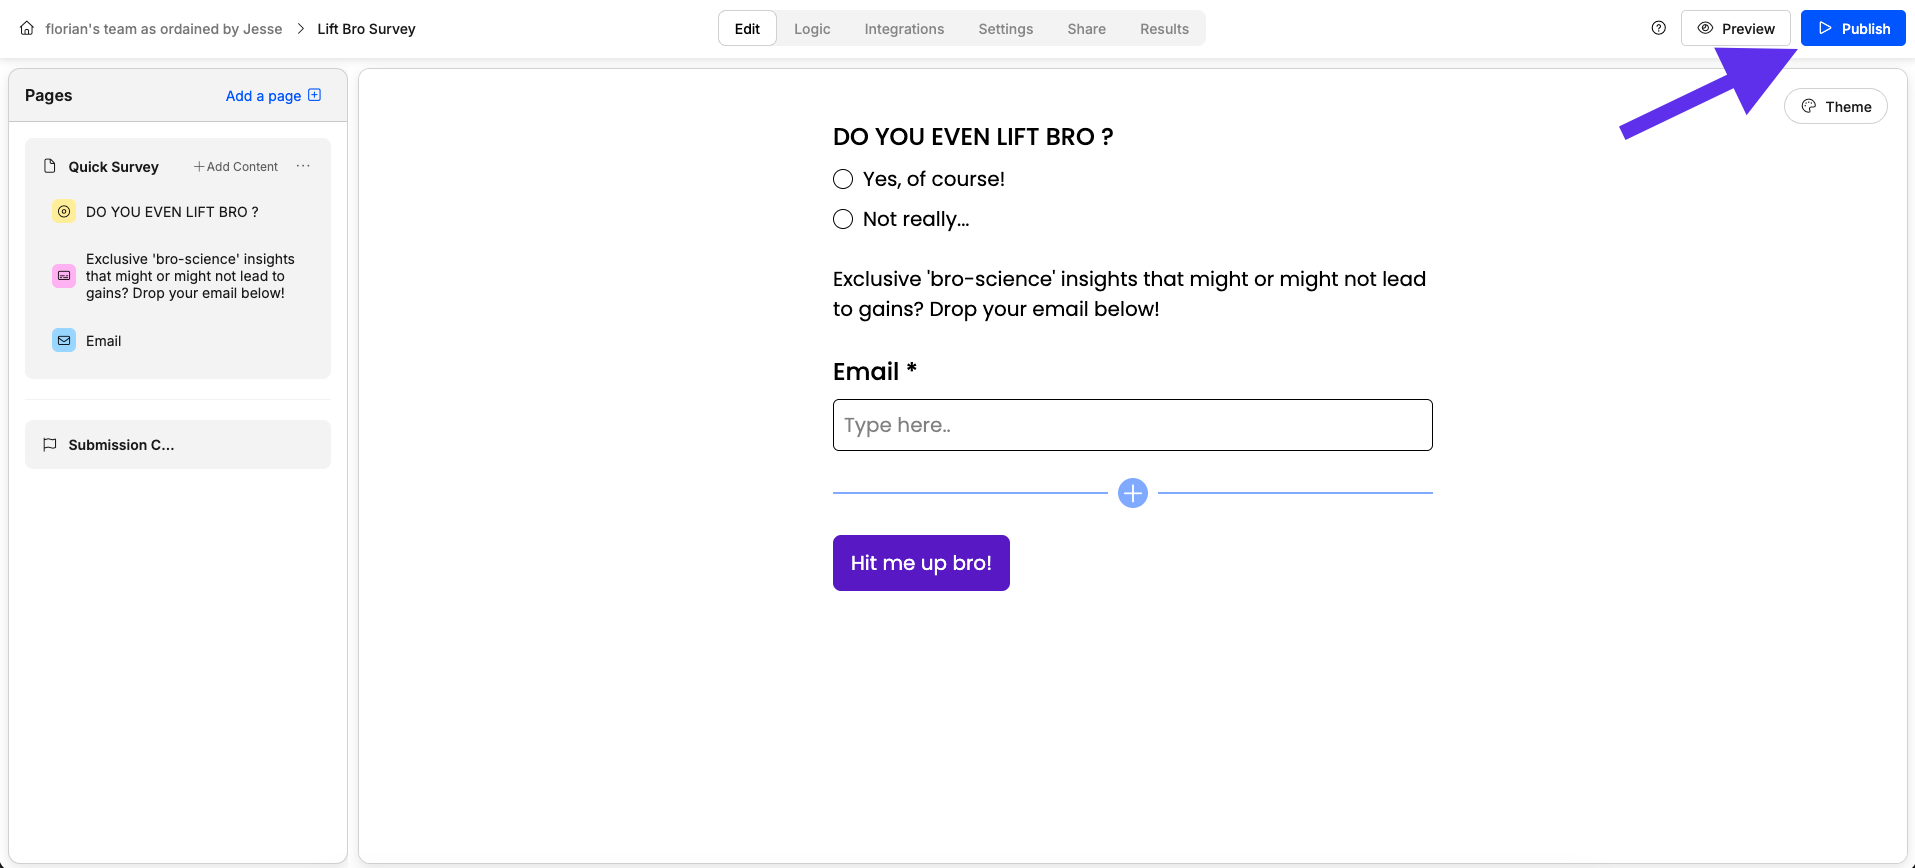 florian's team as ordained by Jesse > Lift Bro Survey
Edit Logic Integrations Settings Share Results
Preview Publish
Pages
Add a page
Quick Survey
Add Content
DO YOU EVEN LIFT BRO ?
Exclusive 'bro-science' insights
that might or might not lead to
gains? Drop your email below!
Email
Submission C...
Theme
DO YOU EVEN LIFT BRO ?
Yes, of course!
Not really...
Exclusive 'bro-science' insights that might or might not lead
to gains? Drop your email below!
Email *
Type here..
Hit me up bro!